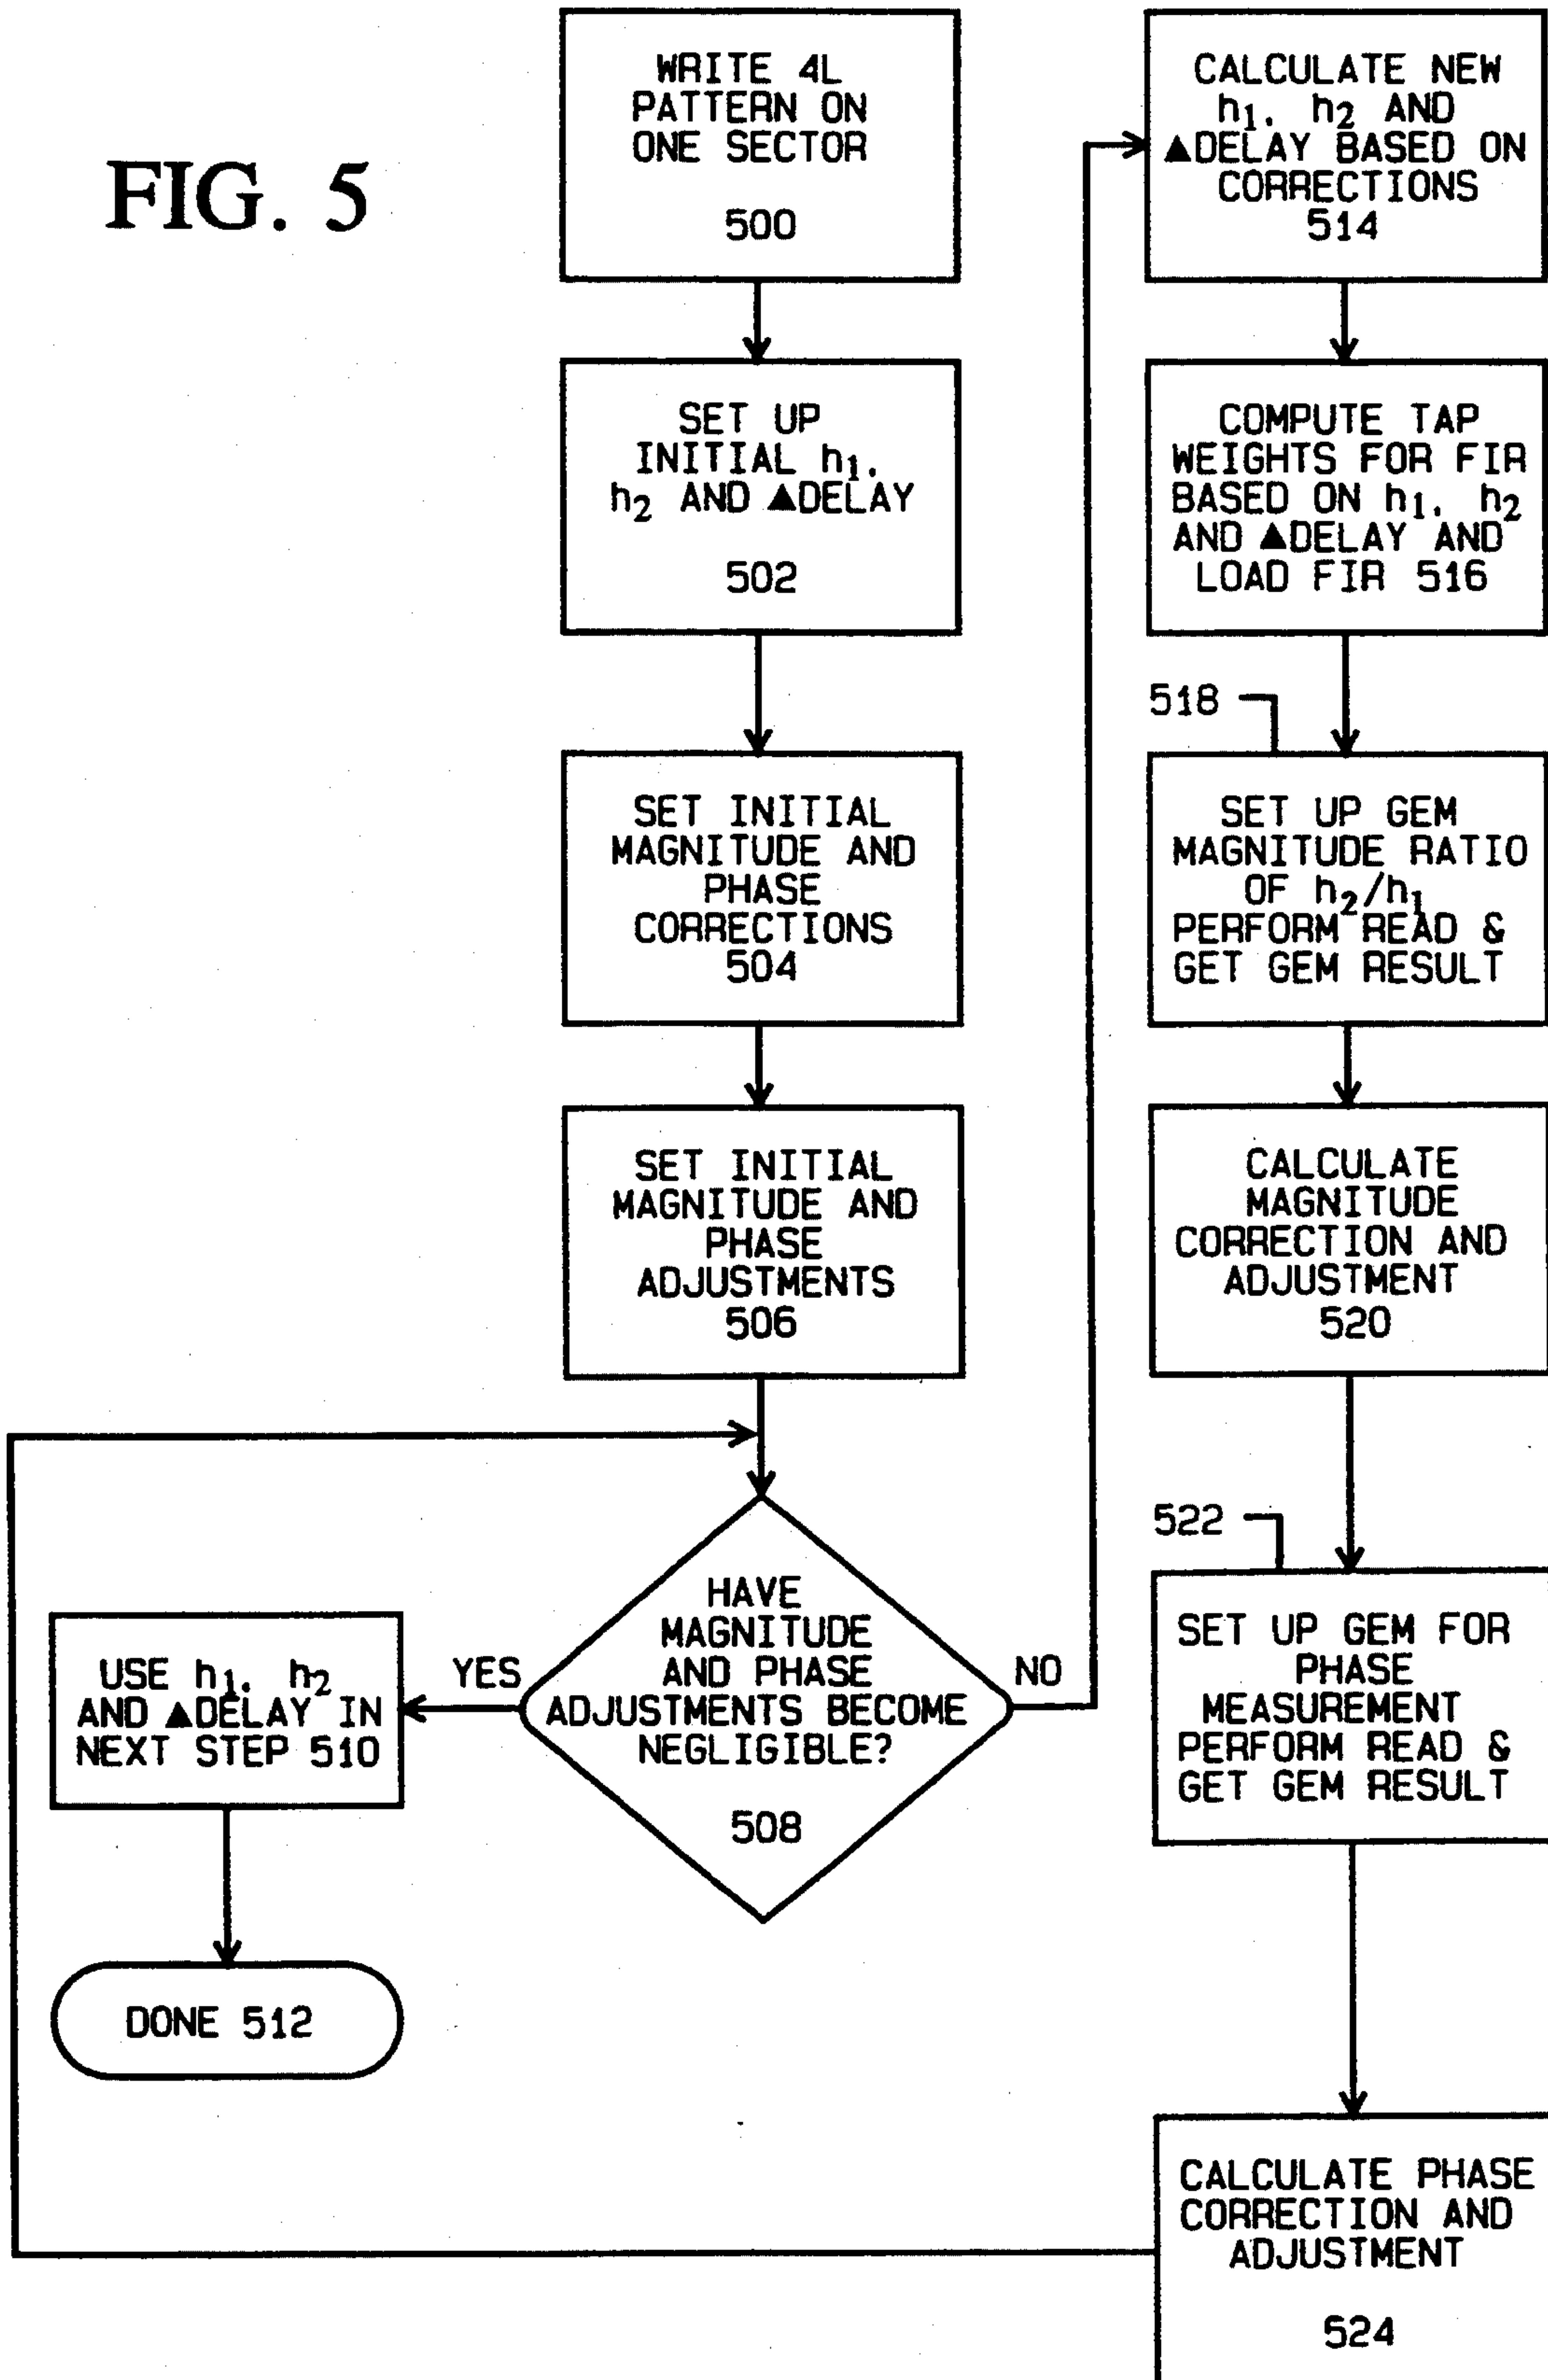 FIG. 5
WRITE 4L
PATTERN ON
ONE SECTOR
500
SET UP
INITIAL h₁,
h₂ AND ▲DELAY
502
SET INITIAL
MAGNITUDE AND
PHASE
CORRECTIONS
504
SET INITIAL
MAGNITUDE AND
PHASE
ADJUSTMENTS
506
HAVE
MAGNITUDE
AND PHASE
ADJUSTMENTS BECOME
NEGLIGIBLE?
508
YES
NO
USE h₁, h₂
AND ▲DELAY IN
NEXT STEP 510
DONE 512
CALCULATE NEW
h₁, h₂ AND
▲DELAY BASED ON
CORRECTIONS
514
COMPUTE TAP
WEIGHTS FOR FIR
BASED ON h₁, h₂
AND ▲DELAY AND
LOAD FIR 516
518
SET UP GEM
MAGNITUDE RATIO
OF h₂/h₁
PERFORM READ &
GET GEM RESULT
CALCULATE
MAGNITUDE
CORRECTION AND
ADJUSTMENT
520
522
SET UP GEM FOR
PHASE
MEASUREMENT
PERFORM READ &
GET GEM RESULT
CALCULATE PHASE
CORRECTION AND
ADJUSTMENT
524